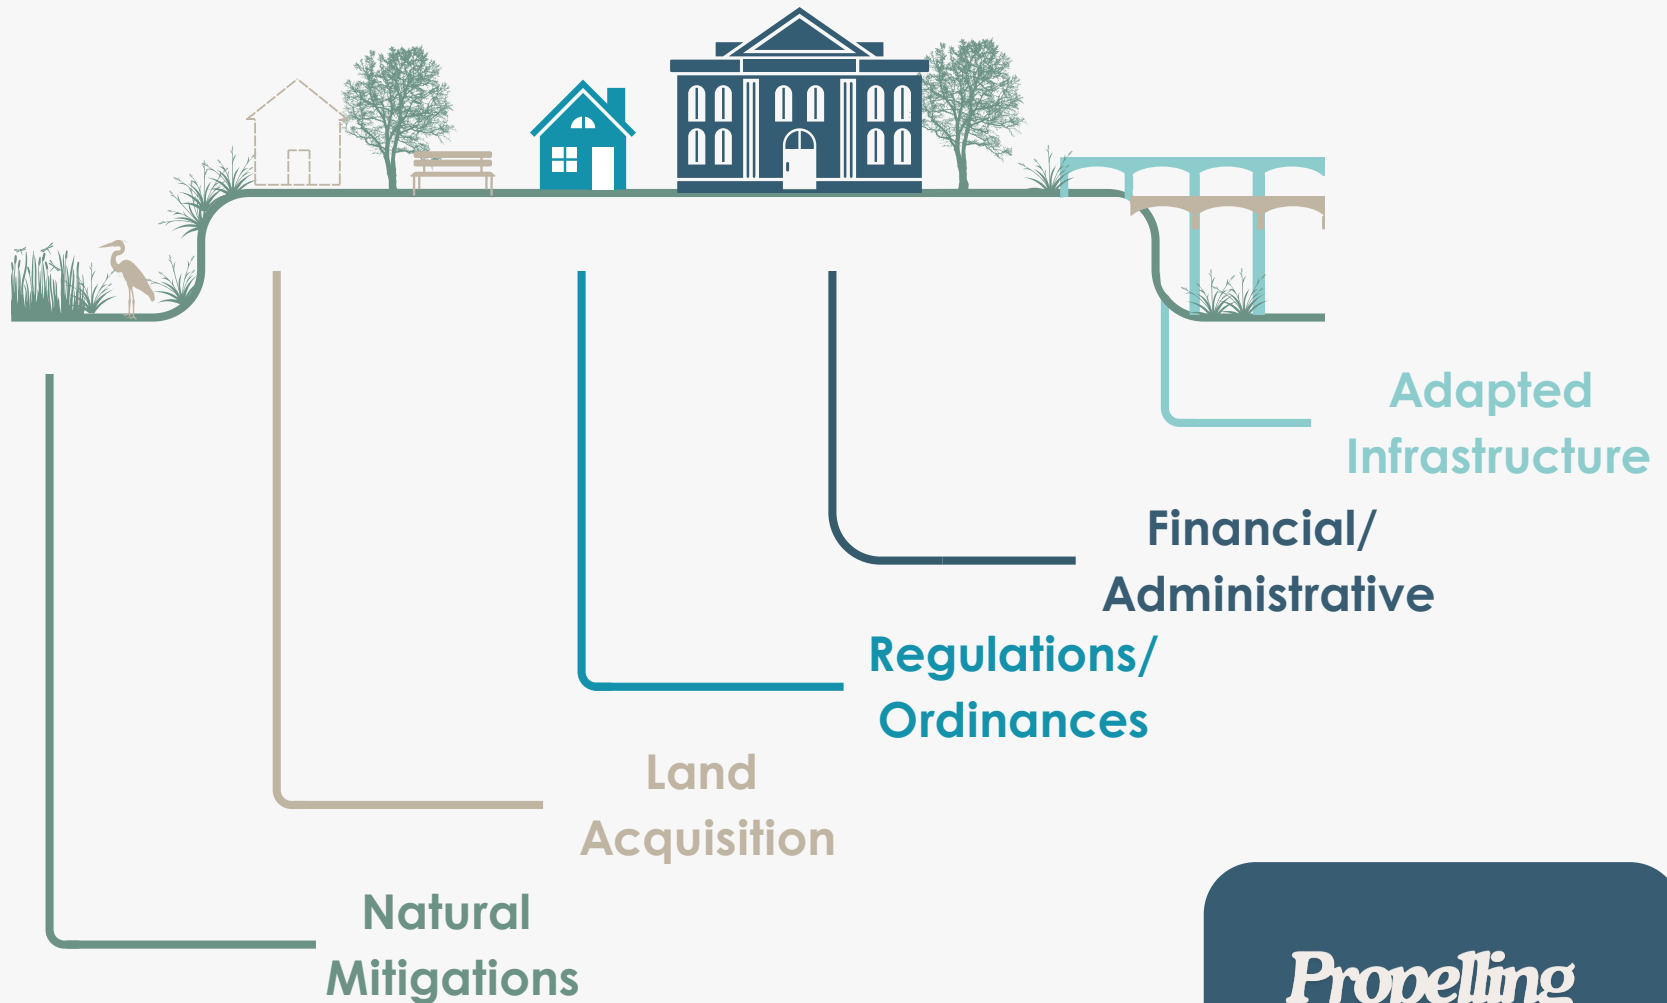 Adapted
Infrastructure
Financial/
Administrative
Regulations/
Ordinances
Land
Acquisition
Natural
Mitigations
Propelling